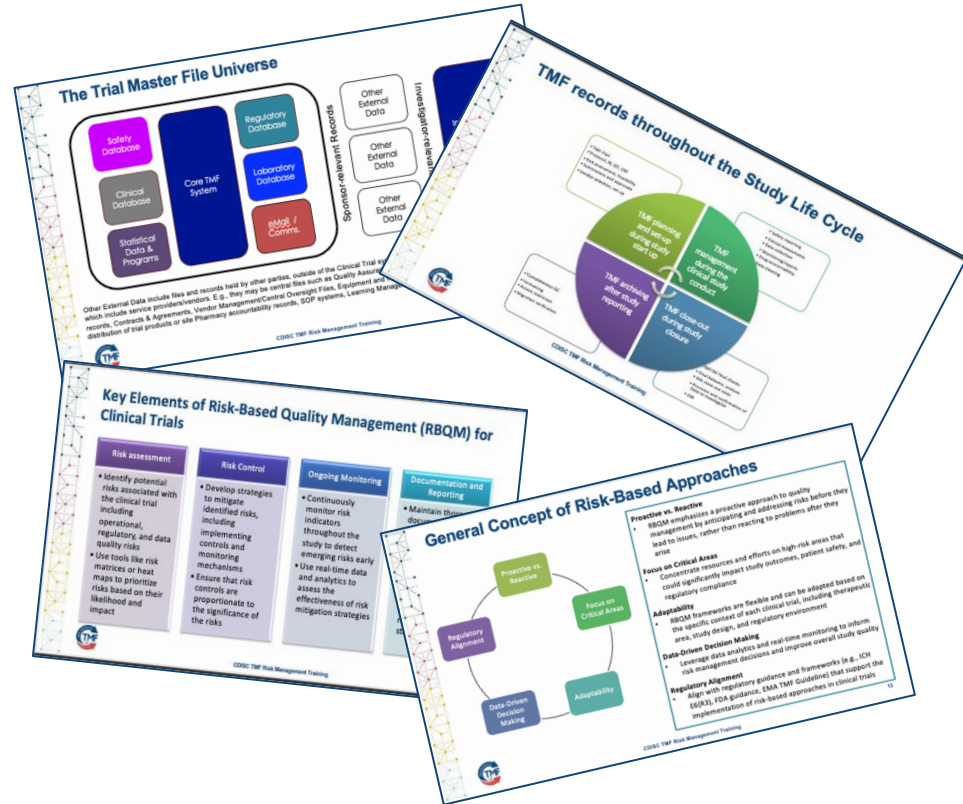 The Trial Master File Universe
Safety
Database
Clinical
Database
Statistical
Data &
Programs
Core TMF
System
Regulatory
Database
Laboratory
Database
eMail /
Comms.
Sponsor-relevant Records
Other
External
Data
Other
External
Data
Other
External
Data
Investigator-relevan
Other External Data include files and records held by other parties, outside of the Clinical Trial sys
which include service providers/vendors. E.g., they may be central files such as Quality Assura
records, Contracts & Agreements, Vendor Management/Central Oversight Files, Equipment and
distribution of trial products or site Pharmacy accountability records, SOP systems, Learning Manage
CDISC TMF Risk Management Training
TMF
TMF records throughout the Study Life Cycle
TMF planning
and set-up
during study
start up
TMF
management
during the
clinical study
conduct
TMF archiving
after study
reporting
TMF close-out
during study
closure
Safety reporting
CDISC TMF Risk Management Training
TMF
Key Elements of Risk-Based Quality Management (RBQM) for
Clinical Trials
Risk assessment
• Identify potential
risks associated with
the clinical trial
including
operational,
regulatory, and data
quality risks
• Use tools like risk
matrices or heat
maps to prioritize
risks based on their
likelihood and
impact
Risk Control
• Develop strategies
to mitigate
identified risks,
including
implementing
controls and
monitoring
mechanisms
• Ensure that risk
controls are
proportionate to
the significance of
the risks
Ongoing Monitoring
• Continuously
monitor risk
indicators
throughout the
study to detect
emerging risks early
• Use real-time data
and analytics to
assess the
effectiveness of risk
mitigation strategies
Documentation and
Reporting
• Maintain thoro
docum
CDISC TMF Risk Management Training
TMF
General Concept of Risk-Based Approaches
Proactive vs.
Reactive
Focus on
Critical Areas
Adaptability
Data-Driven
Decision
Making
Regulatory
Alignment
Proactive vs. Reactive
• RBQM emphasizes a proactive approach to quality
management by anticipating and addressing risks before they
lead to issues, rather than reacting to problems after they
arise
Focus on Critical Areas
• Concentrate resources and efforts on high-risk areas that
could significantly impact study outcomes, patient safety, and
regulatory compliance
Adaptability
• RBQM frameworks are flexible and can be adapted based on
the specific context of each clinical trial, including therapeutic
area, study design, and regulatory environment
Data-Driven Decision Making
• Leverage data analytics and real-time monitoring to inform
risk management decisions and improve overall study quality
Regulatory Alignment
• Align with regulatory guidance and frameworks (e.g., ICH
E6(R3), FDA guidance, EMA TMF Guideline) that support the
implementation of risk-based approaches in clinical trials
CDISC TMF Risk Management Training
TMF